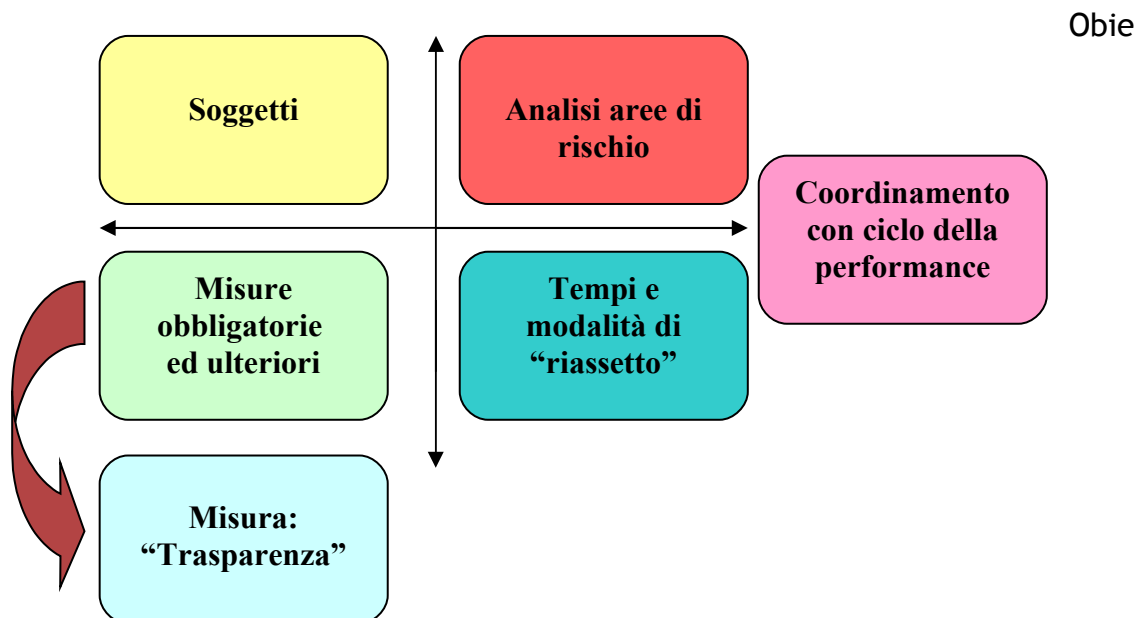 Obie
Soggetti
Analisi aree di
rischio
Coordinamento
con ciclo della
performance
Misure
obbligatorie
ed ulteriori
Tempi e
modalità di
“riassetto”
Misura:
“Trasparenza”